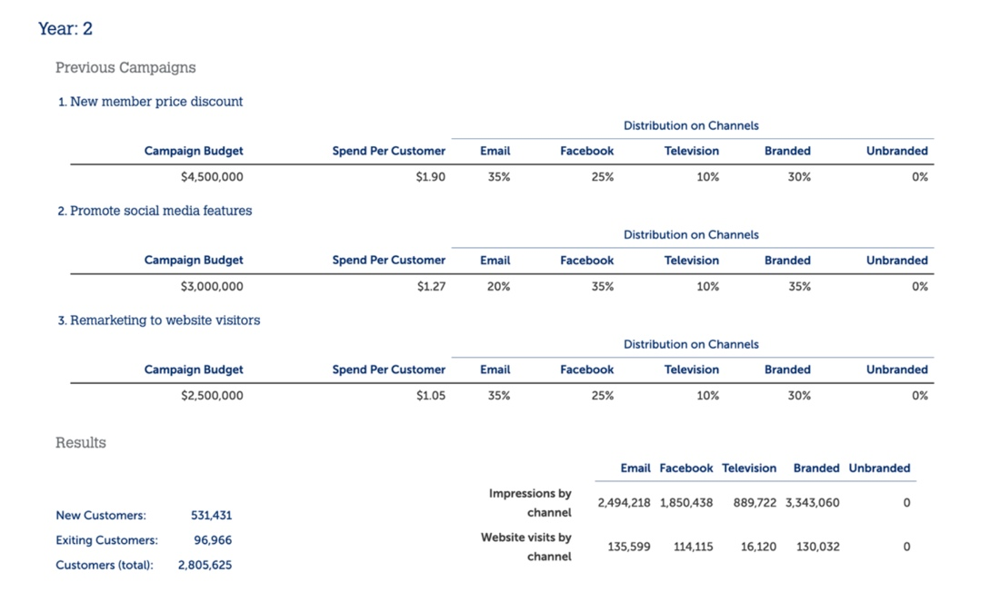 Year: 2
Previous Campaigns
1. New member price discount
Distribution on Channels
Campaign Budget Spend Per Customer Email Facebook Television Branded Unbranded
$4,500,000 $1.90 35% 25% 10% 30% 0%
2. Promote social media features
Distribution on Channels
Campaign Budget Spend Per Customer Email Facebook Television Branded Unbranded
$3,000,000 $1.27 20% 35% 10% 35% 0%
3. Remarketing to website visitors
Distribution on Channels
Campaign Budget Spend Per Customer Email Facebook Television Branded Unbranded
$2,500,000 $1.05 35% 25% 10% 30% 0%
Results
New Customers: 531,431
Exiting Customers: 96,966
Customers (total): 2,805,625
Email Facebook Television Branded Unbranded
Impressions by
channel 2,494,218 1,850,438 889,722 3,343,060 0
Website visits by
channel 135,599 114,115 16,120 130,032 0